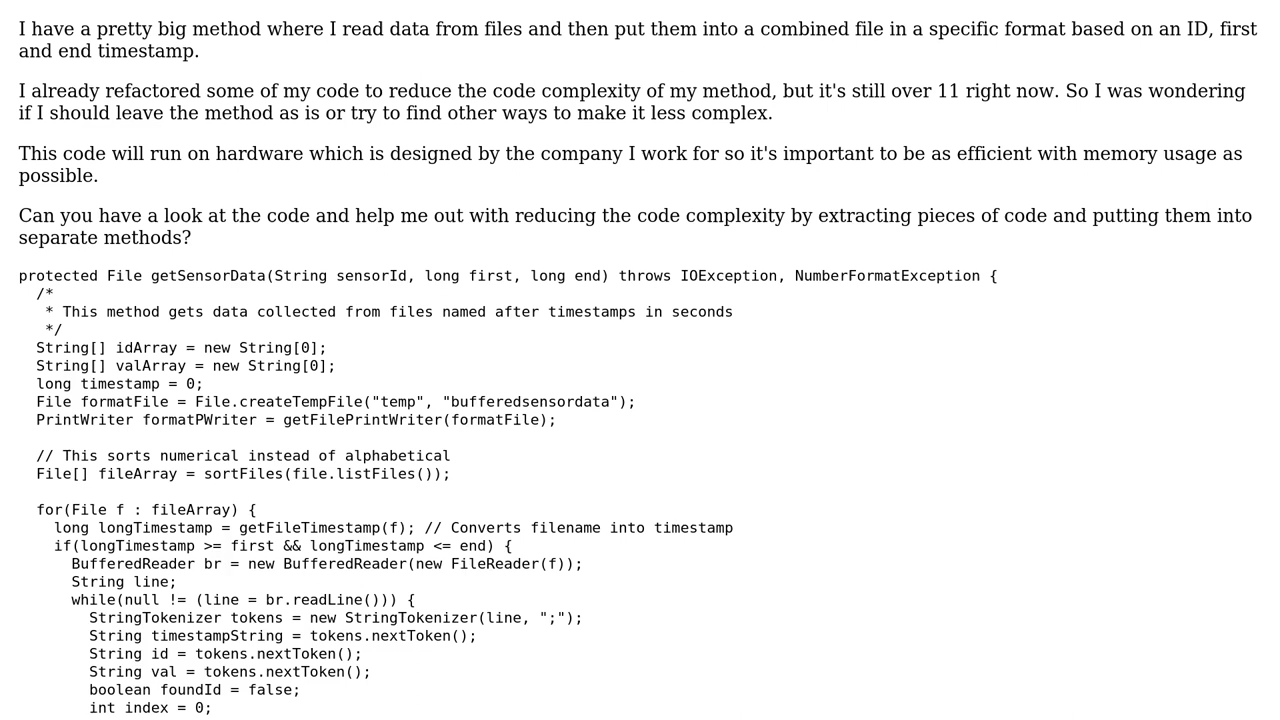 I have a pretty big method where I read data from files and then put them into a combined file in a specific format based on an ID, first
and end timestamp.
I already refactored some of my code to reduce the code complexity of my method, but it's still over 11 right now. So I was wondering
if I should leave the method as is or try to find other ways to make it less complex.
This code will run on hardware which is designed by the company I work for so it's important to be as efficient with memory usage as
possible.
Can you have a look at the code and help me out with reducing the code complexity by extracting pieces of code and putting them into
separate methods?
protected File getSensorData(String sensorId, long first, long end) throws IOException, NumberFormatException {
  /*
   * This method gets data collected from files named after timestamps in seconds
   */
  String[] idArray = new String[0];
  String[] valArray = new String[0];
  long timestamp = 0;
  File formatFile = File.createTempFile("temp", "bufferedsensordata");
  PrintWriter formatPWriter = getFilePrintWriter(formatFile);
  // This sorts numerical instead of alphabetical
  File[] fileArray = sortFiles(file.listFiles());
  for(File f : fileArray) {
    long longTimestamp = getFileTimestamp(f); // Converts filename into timestamp
    if(longTimestamp >= first && longTimestamp <= end) {
      BufferedReader br = new BufferedReader(new FileReader(f));
      String line;
      while(null != (line = br.readLine())) {
        StringTokenizer tokens = new StringTokenizer(line, ";");
        String timestampString = tokens.nextToken();
        String id = tokens.nextToken();
        String val = tokens.nextToken();
        boolean foundId = false;
        int index = 0;